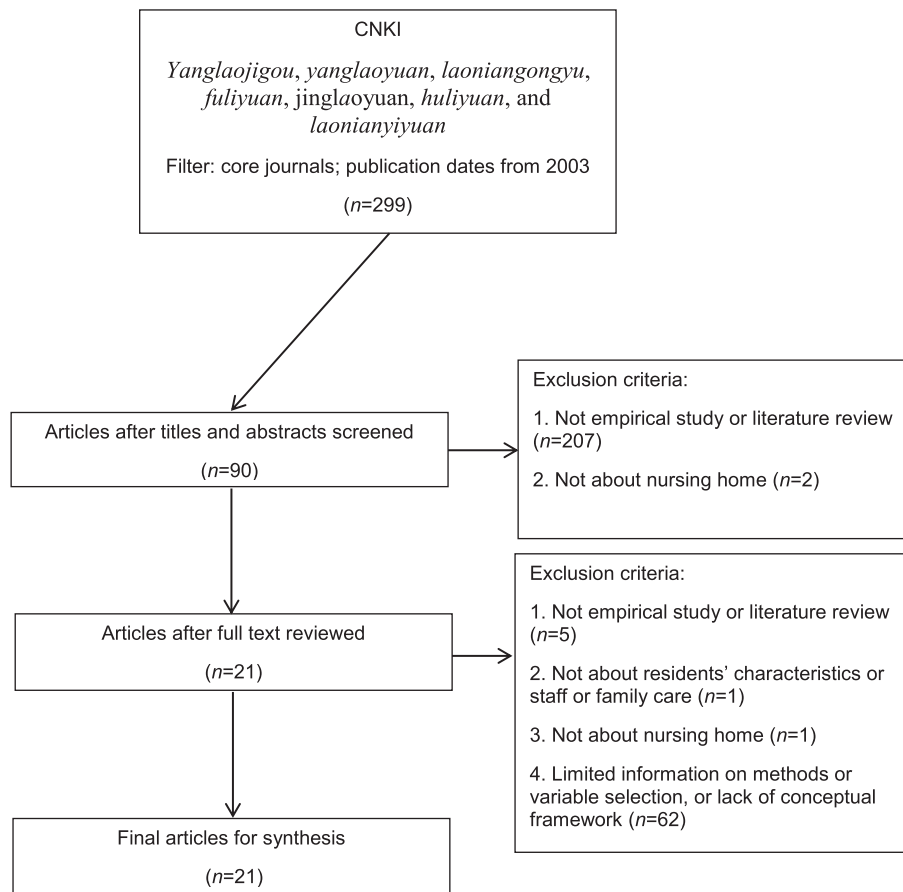 CNKI
Yanglaojigou, yanglaoyuan, laoniangongyu,
fuliyuan, jinglaoyuan, huliyuan, and
laonianyiyuan
Filter: core journals; publication dates from 2003
(n=299)
Exclusion criteria:
1. Not empirical study or literature review
(n=207)
2. Not about nursing home (n=2)
Articles after titles and abstracts screened
(n=90)
Exclusion criteria:
1. Not empirical study or literature review
(n=5)
2. Not about residents’ characteristics or
staff or family care (n=1)
3. Not about nursing home (n=1)
4. Limited information on methods or
variable selection, or lack of conceptual
framework (n=62)
Articles after full text reviewed
(n=21)
Final articles for synthesis
(n=21)